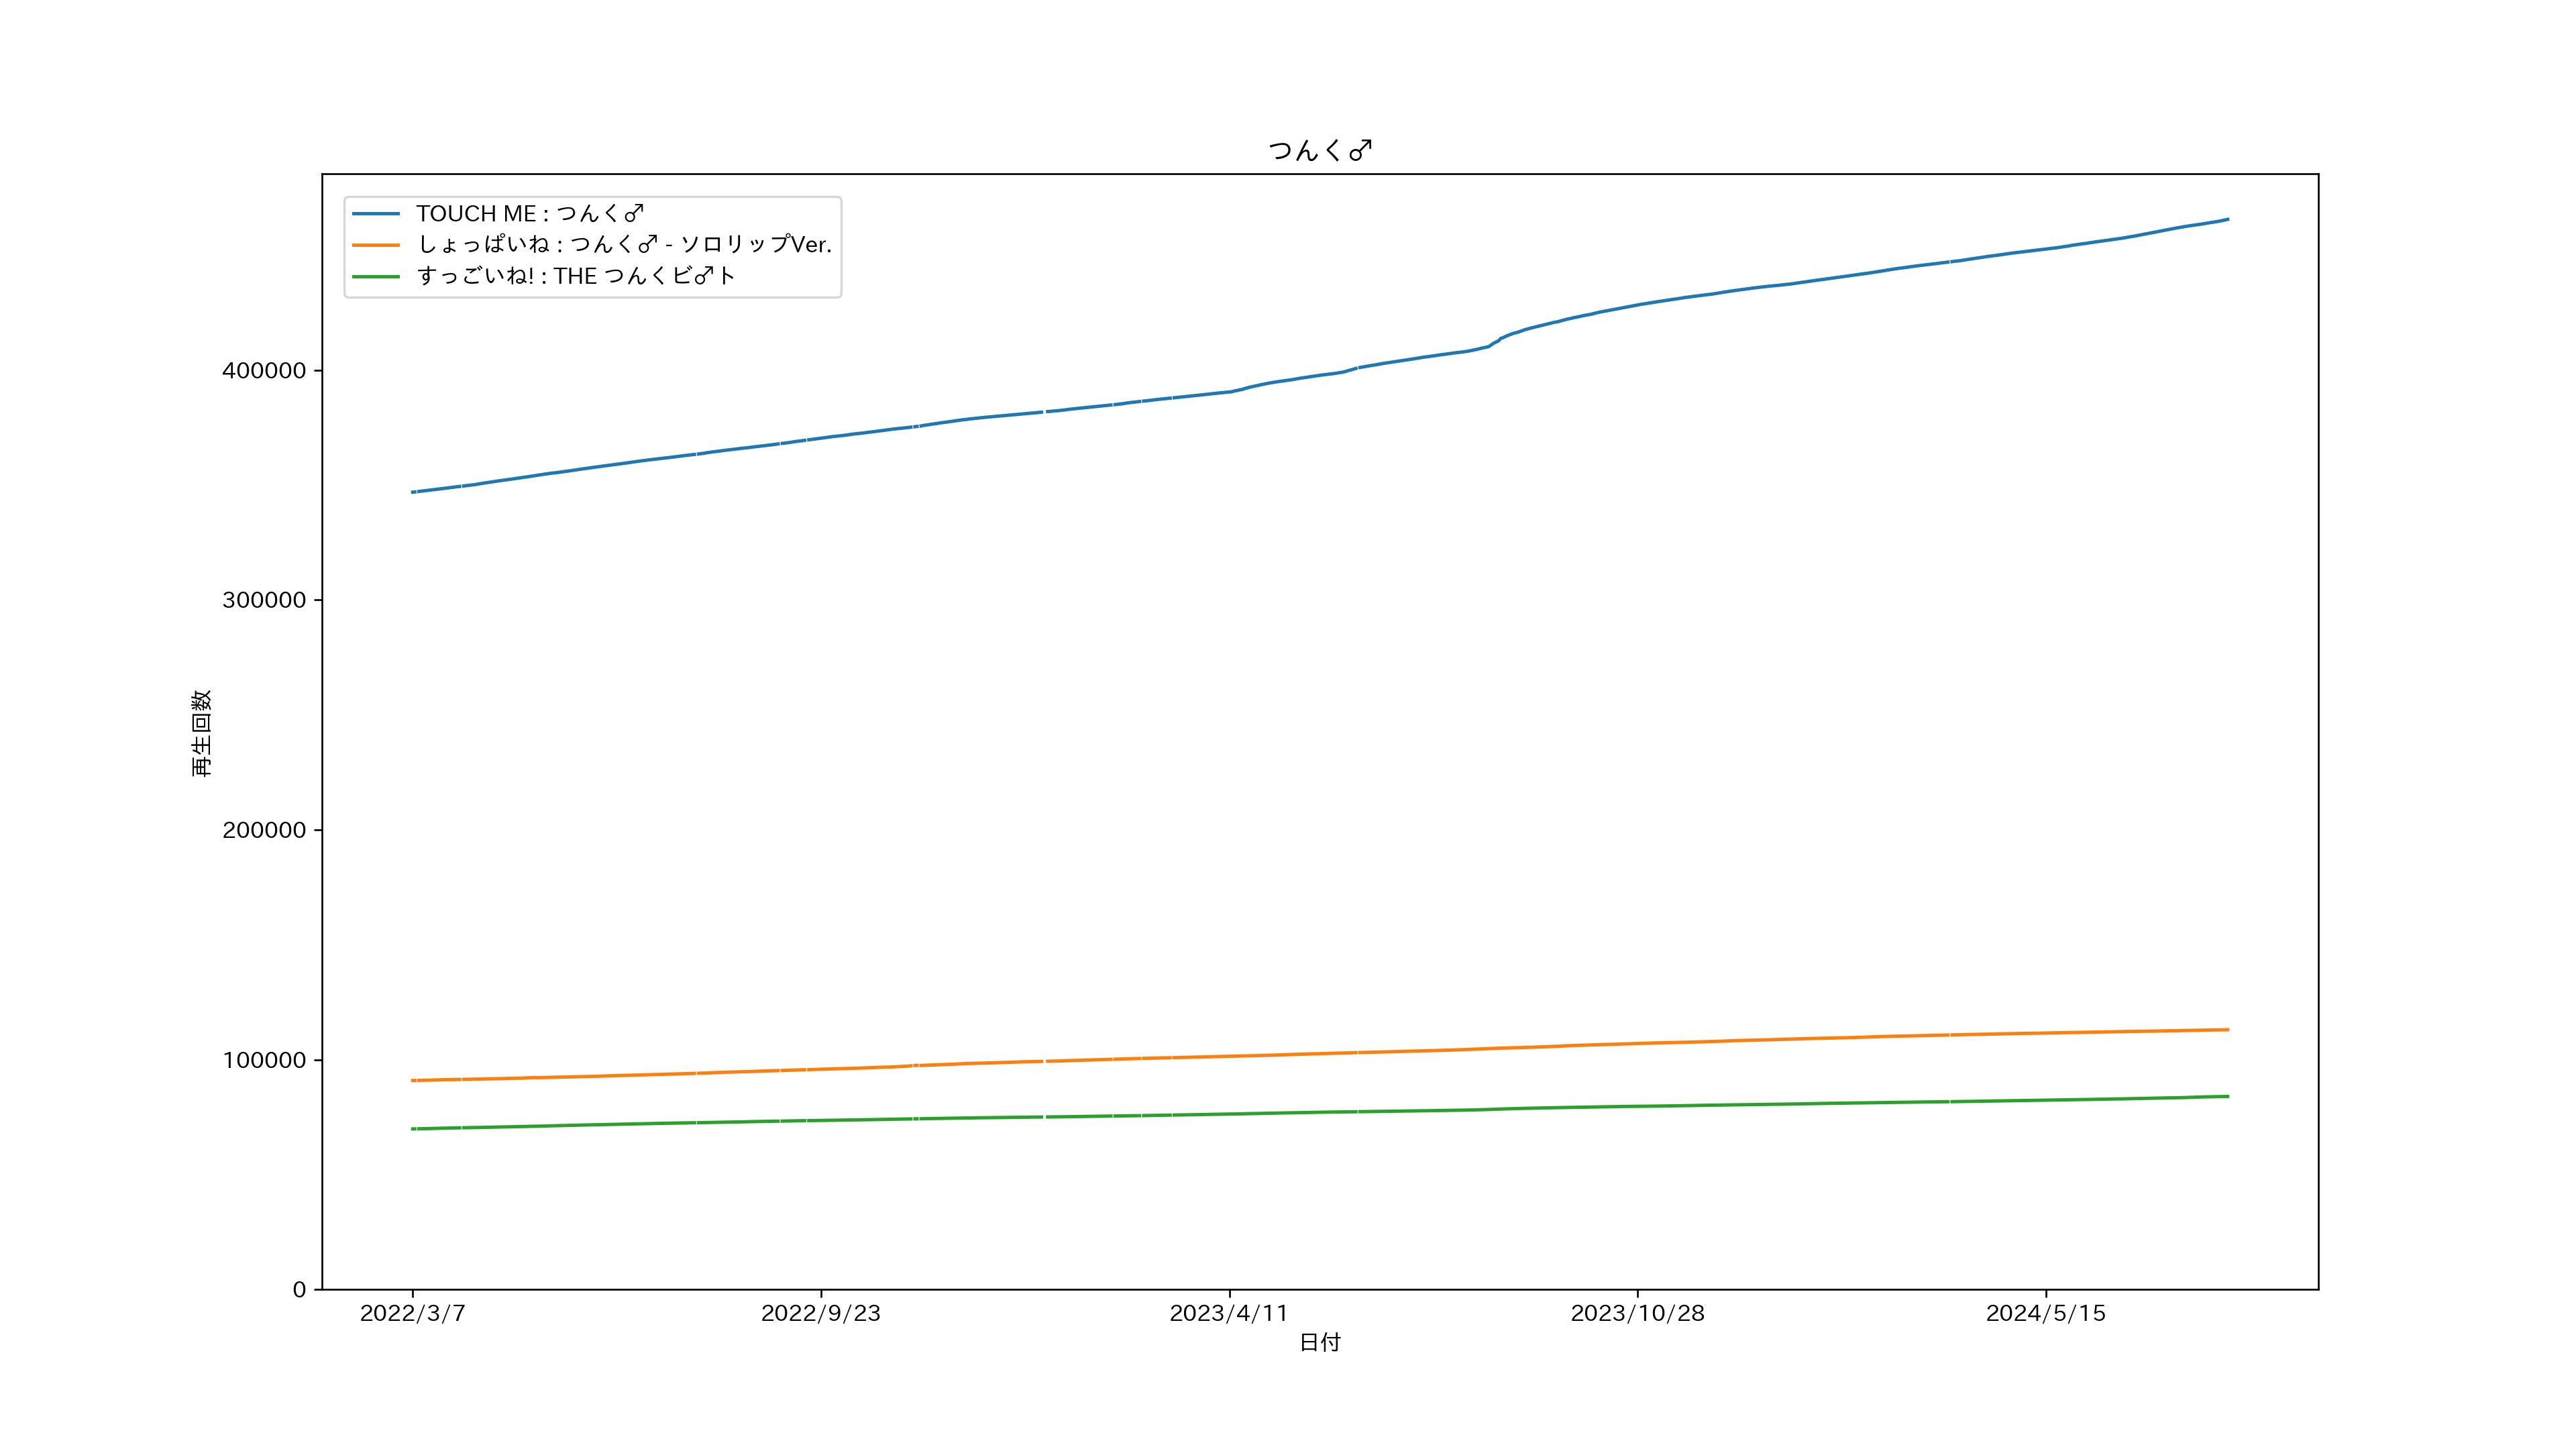 つんく♂
TOUCH ME : つんく♂
しょっぱいね : つんく♂ - ソロリップVer.
すっごいね! : THE つんくビ♂ト
400000
300000
200000
100000
0
再生回数
2022/3/7
2022/9/23
2023/4/11
2023/10/28
2024/5/15
日付